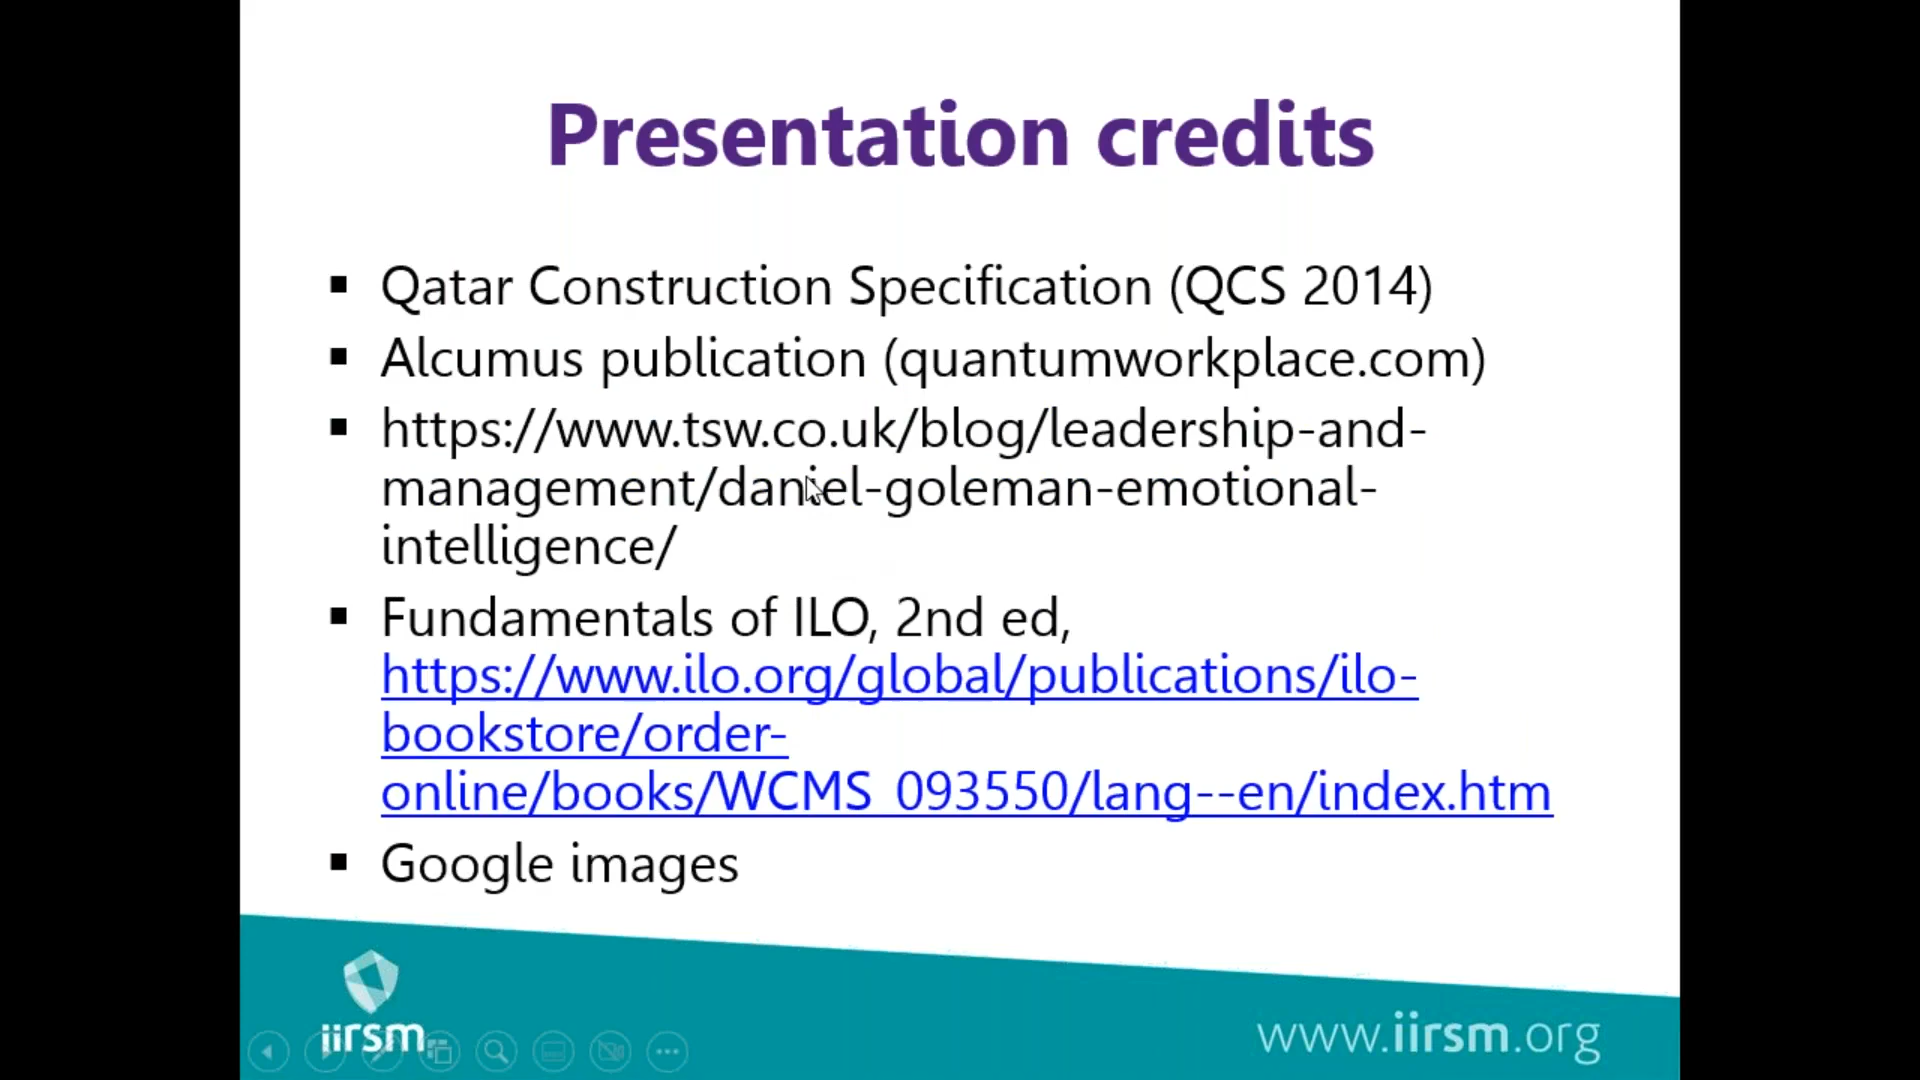 Presentation credits
▪ Qatar Construction Specification (QCS 2014)
▪ Alcumus publication (quantumworkplace.com)
▪ https://www.tsw.co.uk/blog/leadership-and-
management/daniel-goleman-emotional-
intelligence/
▪ Fundamentals of ILO, 2nd ed,
https://www.ilo.org/global/publications/ilo-
bookstore/order-
online/books/WCMS_093550/lang--en/index.htm
▪ Google images
iirsm
www.iirsm.org